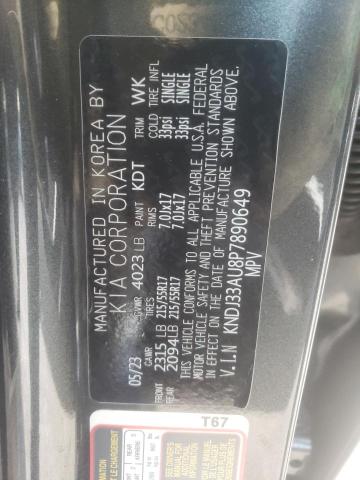 MANUFACTURED IN KOREA BY
KIA CORPORATION
05/23 GVWR 4023 LB PAINT KDT TRIM WK
GAWR TIRES RIMS COLD TIRE INFL
FRONT 2315 LB 215/55R17 7.0Jx17 33psi SINGLE
REAR 2094LB 215/55R17 7.0Jx17 33psi SINGLE
THIS VEHICLE CONFORMS TO ALL APPLICABLE U.S.A. FEDERAL
MOTOR VEHICLE SAFETY AND THEFT PREVENTION STANDARDS
IN EFFECT ON THE DATE OF MANUFACTURE SHOWN ABOVE.
V.I.N KNDJ33AU8P7890649
MPV
T67